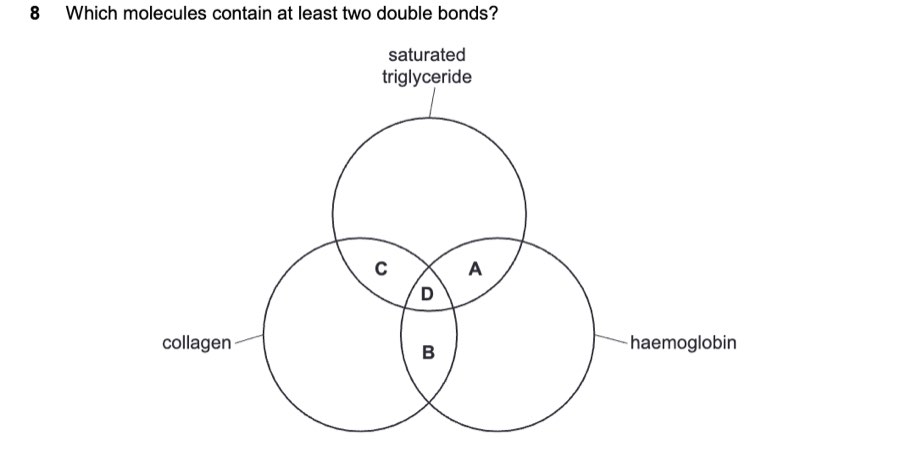 8 Which molecules contain at least two double bonds?
saturated
triglyceride
C
A
D
collagen
haemoglobin
B